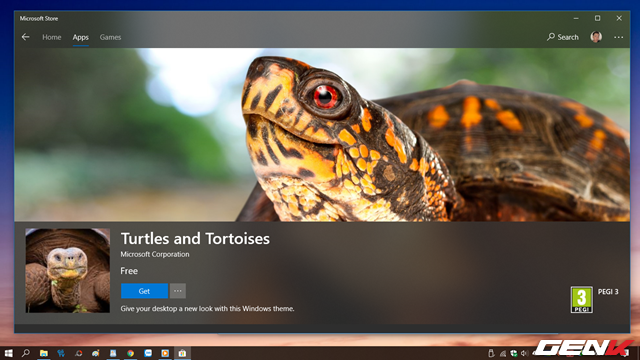 Microsoft Store
Home Apps Games
Search
Turtles and Tortoises
Microsoft Corporation
Free
Get
Give your desktop a new look with this Windows theme.
3
PEGI
PEGI 3
GENK